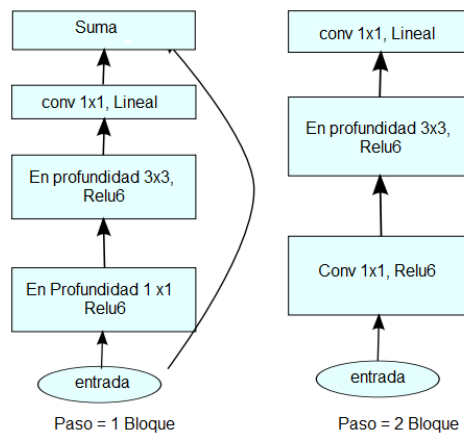 Suma
conv 1x1, Lineal
En profundidad 3x3,
Relu6
En Profundidad 1 x1
Relu6
entrada
Paso = 1 Bloque
conv 1x1, Lineal
En profundidad 3x3,
Relu6
Conv 1x1, Relu6
entrada
Paso = 2 Bloque